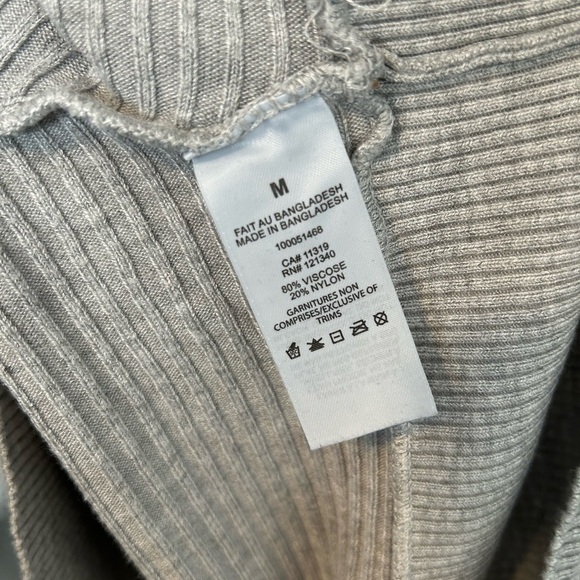 M
FAIT AU BANGLADESH
MADE IN BANGLADESH
100051468
CA# 11319
RN# 121340
80% VISCOSE
20% NYLON
GARNITURES NON
COMPRISES/EXCLUSIVE OF
TRIMS